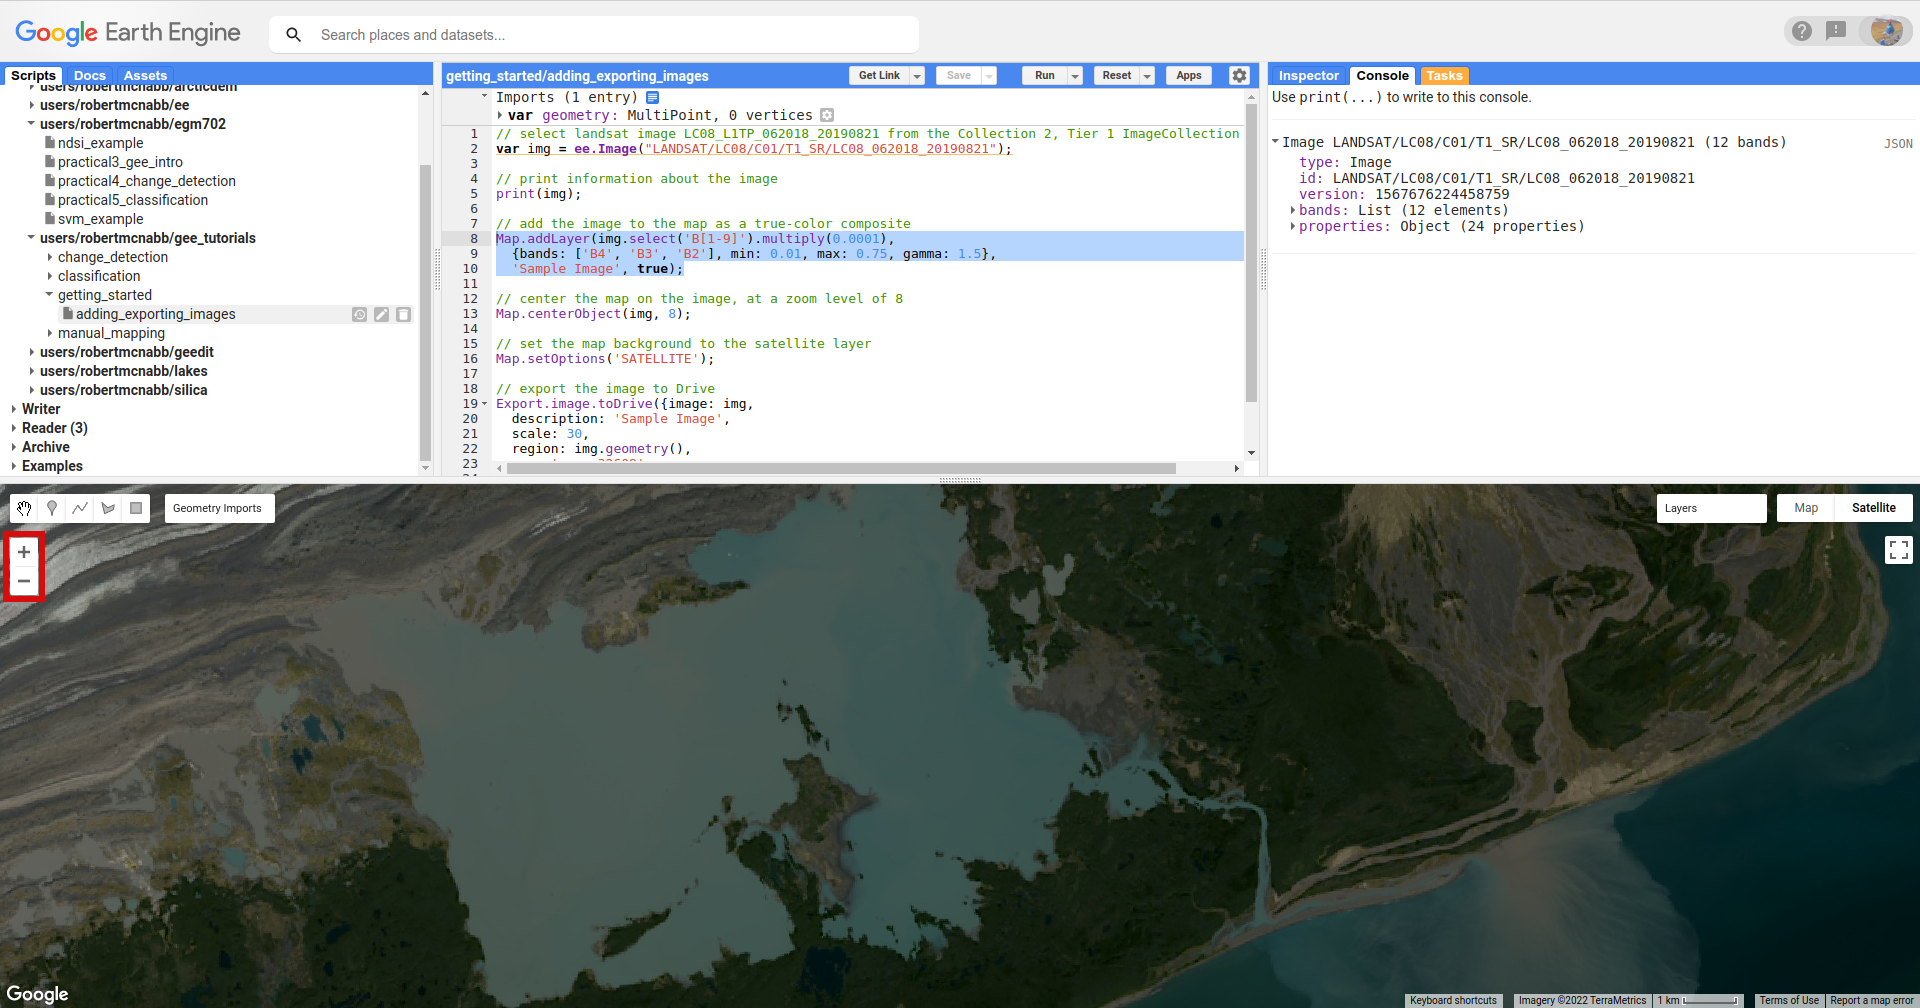 Google Earth Engine
Search places and datasets...
Scripts Docs Assets
users/robertmcnabb/arcticdem
users/robertmcnabb/ee
users/robertmcnabb/egm702
ndsi_example
practical3_gee_intro
practical4_change_detection
practical5_classification
svm_example
users/robertmcnabb/gee_tutorials
change_detection
classification
getting_started
adding_exporting_images
manual_mapping
users/robertmcnabb/geedit
users/robertmcnabb/lakes
users/robertmcnabb/silica
Writer
Reader (3)
Archive
Examples
getting_started/adding_exporting_images
Get Link Save Run Reset Apps
Imports (1 entry)
var geometry: MultiPoint, 0 vertices
1 // select landsat image LC08_L1TP_062018_20190821 from the Collection 2, Tier 1 ImageCollection
2 var img = ee.Image("LANDSAT/LC08/C01/T1_SR/LC08_062018_20190821");
3
4 // print information about the image
5 print(img);
6
7 // add the image to the map as a true-color composite
8 Map.addLayer(img.select('B[1-9]').multiply(0.0001),
9 {bands: ['B4', 'B3', 'B2'], min: 0.01, max: 0.75, gamma: 1.5},
10 'Sample Image', true);
11
12 // center the map on the image, at a zoom level of 8
13 Map.centerObject(img, 8);
14
15 // set the map background to the satellite layer
16 Map.setOptions('SATELLITE');
17
18 // export the image to Drive
19 Export.image.toDrive({image: img,
20 description: 'Sample Image',
21 scale: 30,
22 region: img.geometry(),
23
Inspector Console Tasks
Use print(...) to write to this console.
Image LANDSAT/LC08/C01/T1_SR/LC08_062018_20190821 (12 bands) JSON
type: Image
id: LANDSAT/LC08/C01/T1_SR/LC08_062018_20190821
version: 1567676224458759
bands: List (12 elements)
properties: Object (24 properties)
Geometry Imports
Layers
Map Satellite
+
−
Google
Keyboard shortcuts Imagery ©2022 TerraMetrics 1 km Terms of Use Report a map error